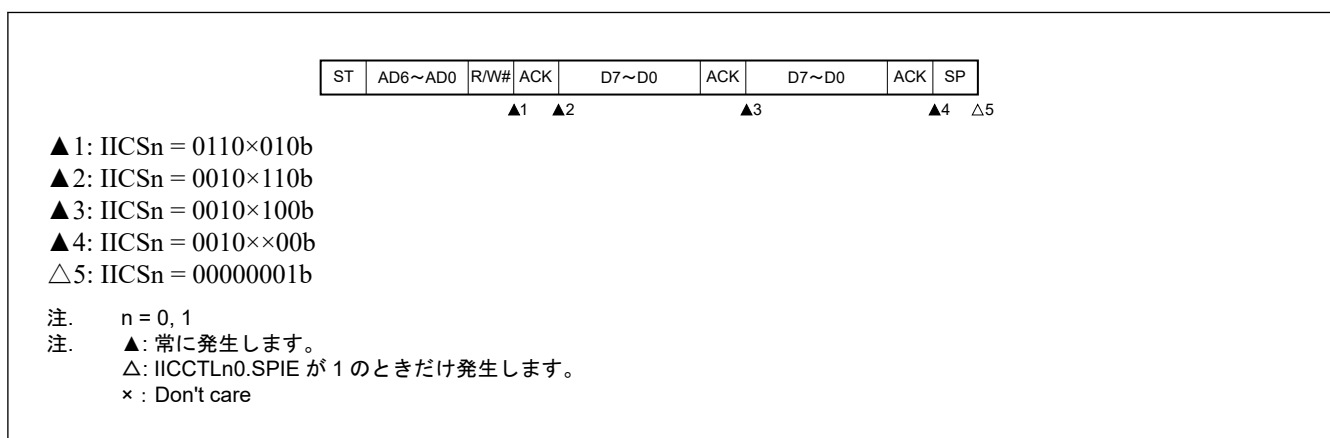 ST AD6~AD0 R/W# ACK D7~D0 ACK D7~D0 ACK SP
▲1 ▲2 ▲3 ▲4 △5
▲1: IICSn = 0110×010b
▲2: IICSn = 0010×110b
▲3: IICSn = 0010×100b
▲4: IICSn = 0010××00b
△5: IICSn = 00000001b
注. n = 0, 1
注. ▲: 常に発生します。
△: IICCTLn0.SPIE が 1 のときだけ発生します。
×：Don't care